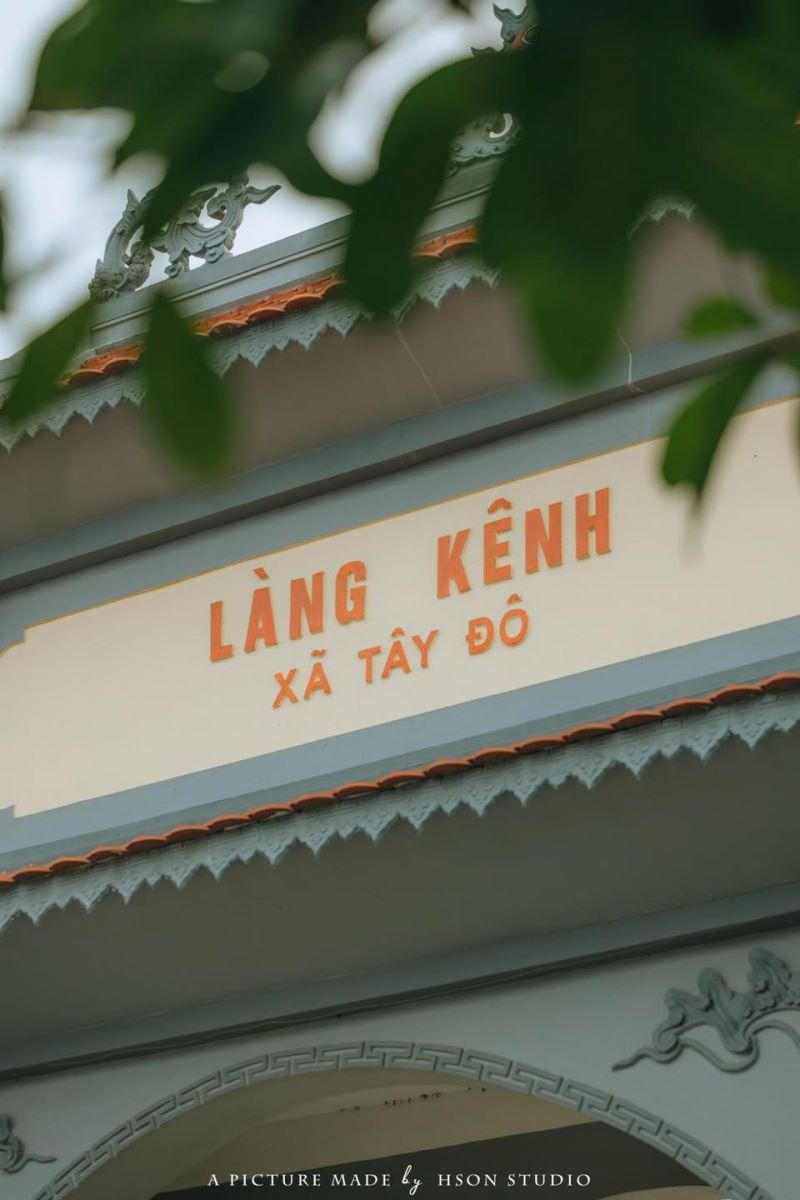 LÀNG KÊNH
XÃ TÂY ĐÔ
A PICTURE MADE by HSON STUDIO